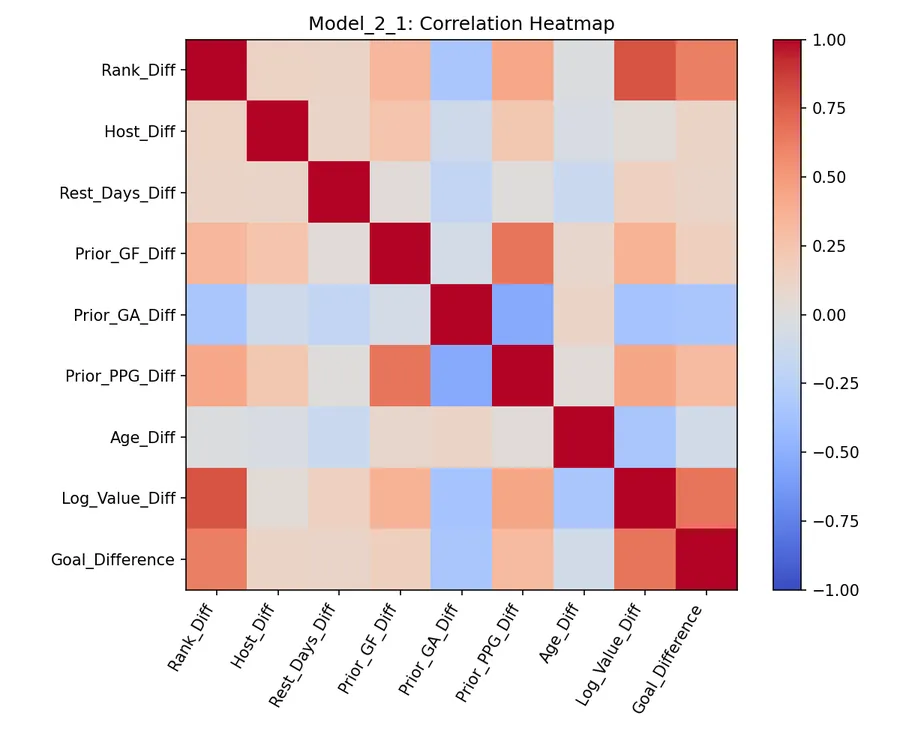 Model_2_1: Correlation Heatmap
Rank_Diff
Host_Diff
Rest_Days_Diff
Prior_GF_Diff
Prior_GA_Diff
Prior_PPG_Diff
Age_Diff
Log_Value_Diff
Goal_Difference
Rank_Diff
Host_Diff
Rest_Days_Diff
Prior_GF_Diff
Prior_GA_Diff
Prior_PPG_Diff
Age_Diff
Log_Value_Diff
Goal_Difference
1.00
0.75
0.50
0.25
0.00
−0.25
−0.50
−0.75
−1.00